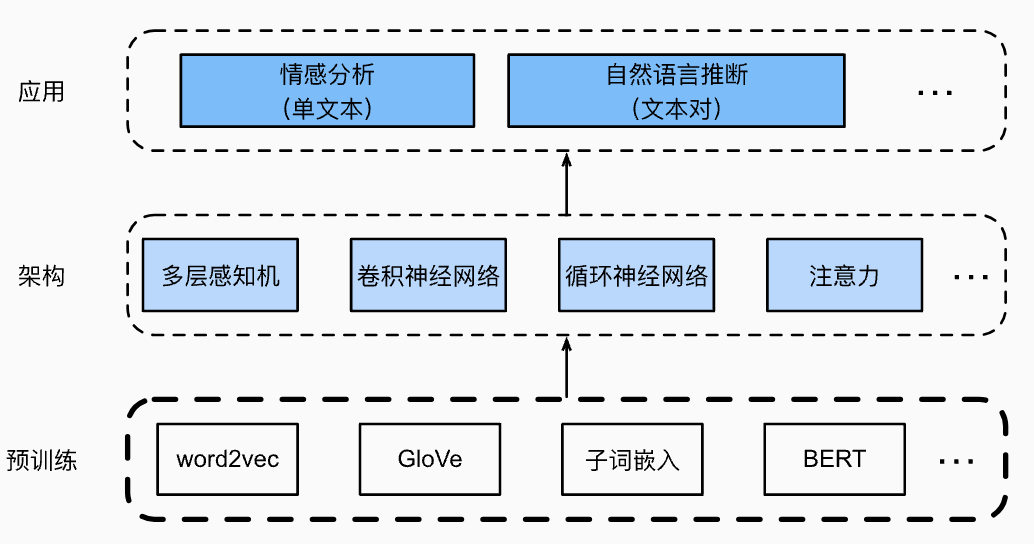 应用
情感分析
(单文本)
自然语言推断
(文本对)
...
架构
多层感知机
卷积神经网络
循环神经网络
注意力
...
预训练
word2vec
GloVe
子词嵌入
BERT
...